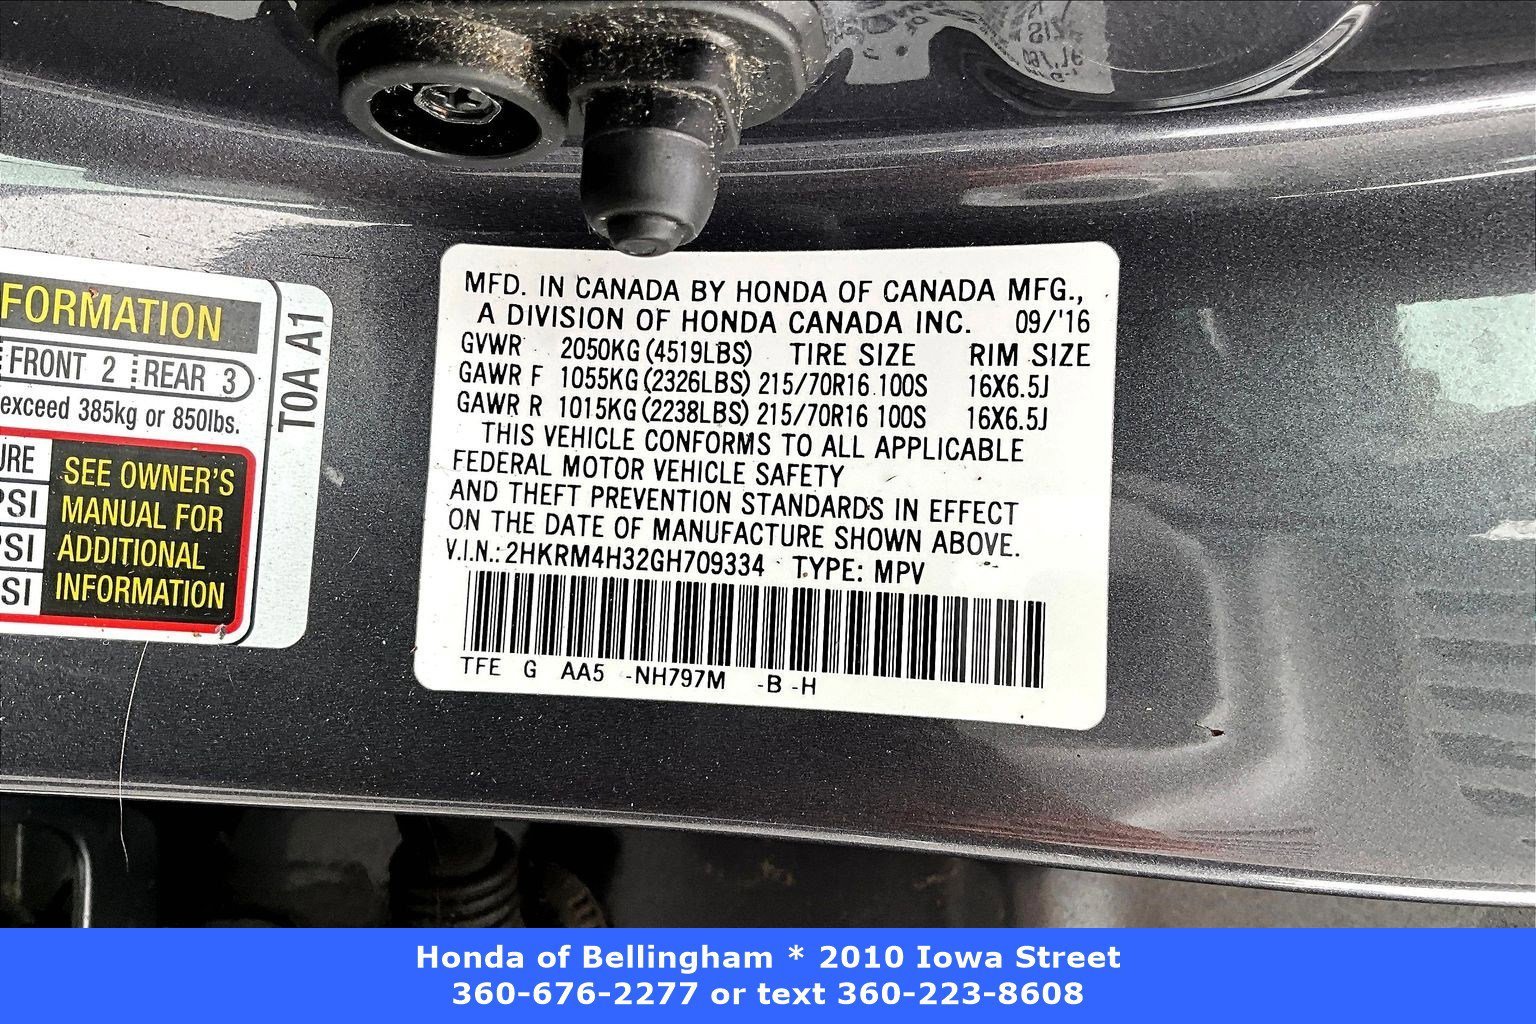 FORMATION
FRONT 2
REAR 3
exceed 385kg or 850lbs.
T0A A1
URE
PSI
PSI
SI
SEE OWNER'S
MANUAL FOR
ADDITIONAL
INFORMATION
MFD. IN CANADA BY HONDA OF CANADA MFG.,
A DIVISION OF HONDA CANADA INC. 09/'16
GVWR 2050KG (4519LBS) TIRE SIZE RIM SIZE
GAWR F 1055KG (2326LBS) 215/70R16 100S 16X6.5J
GAWR R 1015KG (2238LBS) 215/70R16 100S 16X6.5J
THIS VEHICLE CONFORMS TO ALL APPLICABLE
FEDERAL MOTOR VEHICLE SAFETY
AND THEFT PREVENTION STANDARDS IN EFFECT
ON THE DATE OF MANUFACTURE SHOWN ABOVE.
V.I.N.: 2HKRM4H32GH709334 TYPE: MPV
TFE G AA5 -NH797M -B -H
Honda of Bellingham * 2010 Iowa Street
360-676-2277 or text 360-223-8608